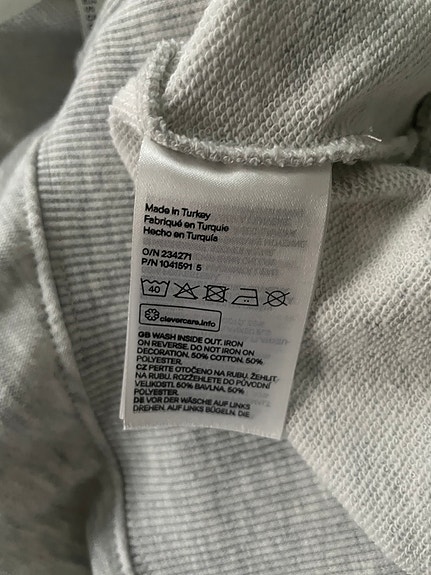 Made in Turkey
Fabriqué en Turquie
Hecho en Turquía
O/N 234271
P/N 1041591 5
40
clevercare.info
GB WASH INSIDE OUT. IRON
ON REVERSE. DO NOT IRON ON
DECORATION. 50% COTTON. 50%
POLYESTER.
CZ PERTE OTOČENO NA RUBU. ŽEHLIT
NA RUBU. ROZŽEHLETE DO PŮVODNÍ
VELIKOSTI. 50% BAVLNA. 50%
POLYESTER.
DE VOR DER WÄSCHE AUF LINKS
DREHEN. AUF LINKS BÜGELN. DIE